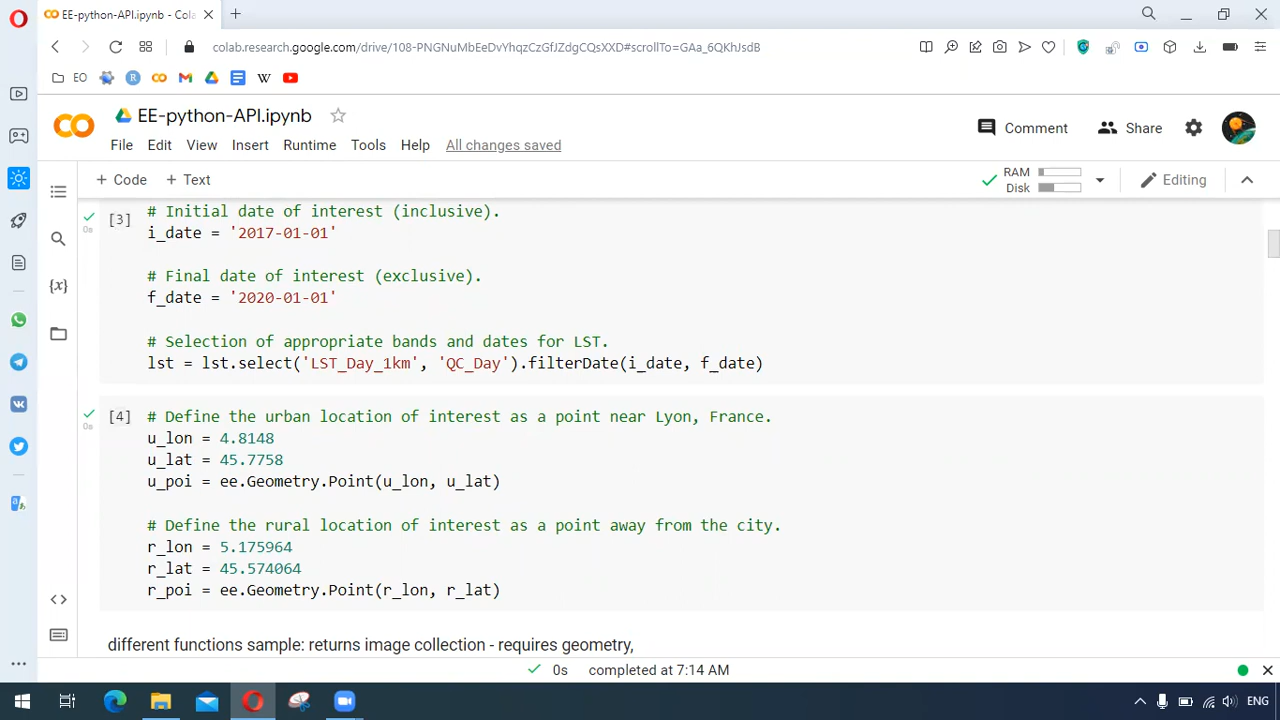 EE-python-API.ipynb - Cola
colab.research.google.com/drive/108-PNGNuMbEeDvYhqzCzGfJZdgCQsXXD#scrollTo=GAa_6QKhJsdB
EO
EE-python-API.ipynb
Comment
Share
File Edit View Insert Runtime Tools Help All changes saved
+ Code + Text
RAM
Disk
Editing
[3]
0s
# Initial date of interest (inclusive).
i_date = '2017-01-01'
# Final date of interest (exclusive).
f_date = '2020-01-01'
# Selection of appropriate bands and dates for LST.
lst = lst.select('LST_Day_1km', 'QC_Day').filterDate(i_date, f_date)
[4]
0s
# Define the urban location of interest as a point near Lyon, France.
u_lon = 4.8148
u_lat = 45.7758
u_poi = ee.Geometry.Point(u_lon, u_lat)
# Define the rural location of interest as a point away from the city.
r_lon = 5.175964
r_lat = 45.574064
r_poi = ee.Geometry.Point(r_lon, r_lat)
different functions sample: returns image collection - requires geometry,
0s completed at 7:14 AM
ENG